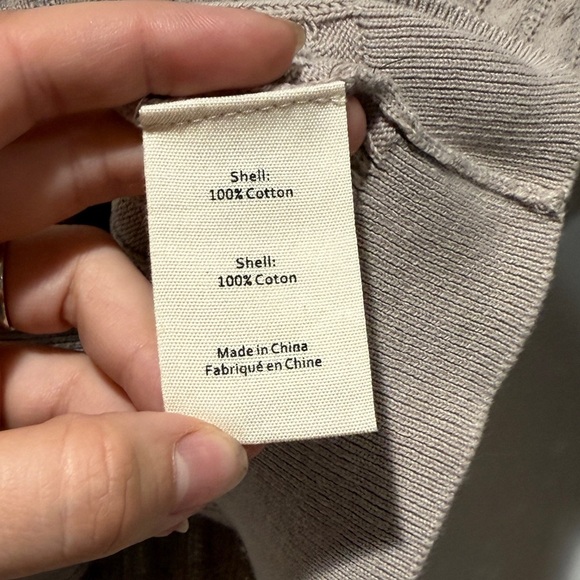 Shell:
100% Cotton
Shell:
100% Coton
Made in China
Fabriqué en Chine